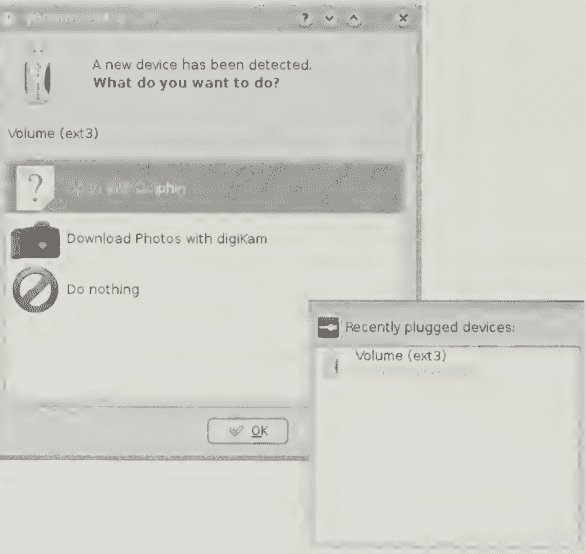 A new device has been detected.
What do you want to do?
Volume (ext3)
Dolphin
Download Photos with digiKam
Do nothing
OK
Recently plugged devices:
Volume (ext3)